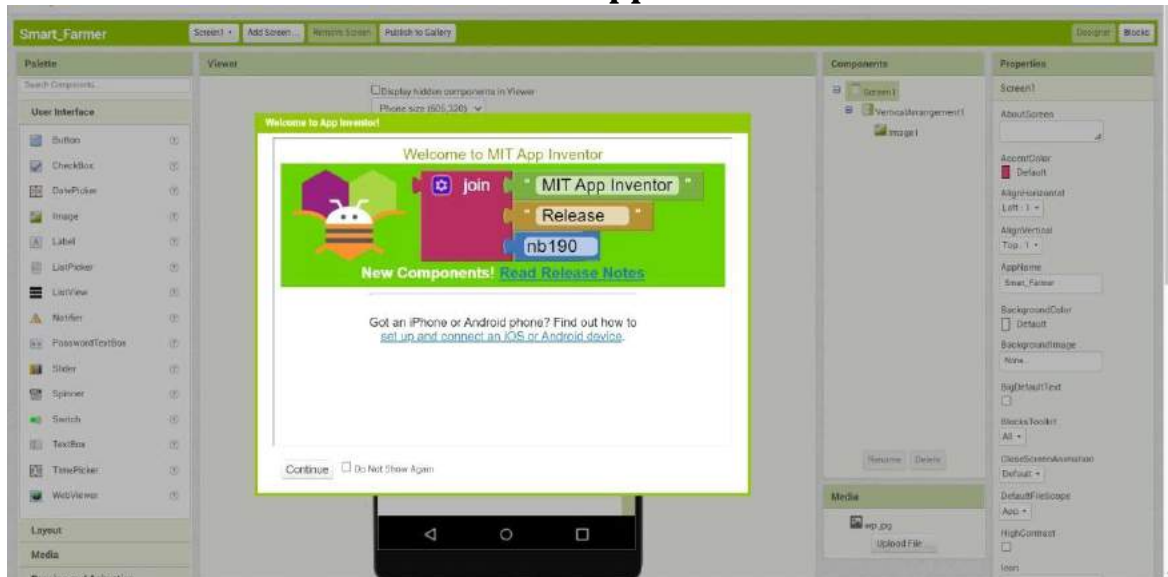 Smart_Farmer
Screen1
Add Screen ...
Remove Screen
Publish to Gallery
Designer
Blocks
Palette
Viewer
Components
Properties
Search Components...
User Interface
Button
CheckBox
DatePicker
Image
Label
ListPicker
ListView
Notifier
PasswordTextBox
Slider
Spinner
Switch
TextBox
TimePicker
WebViewer
Layout
Media
Display hidden components in Viewer
Phone size (505,320)
Welcome to App Inventor!
Welcome to MIT App Inventor
join
" MIT App Inventor "
" Release "
nb190
New Components! Read Release Notes
Got an iPhone or Android phone? Find out how to
set up and connect an iOS or Android device.
Continue
Do Not Show Again
Screen1
VerticalArrangement1
Image1
Rename
Delete
Media
wp.jpg
Upload File ...
Screen1
AboutScreen
AccentColor
Default
AlignHorizontal
Left : 1
AlignVertical
Top : 1
AppName
Smart_Farmer
BackgroundColor
Default
BackgroundImage
None...
BigDefaultText
BlocksToolkit
All
CloseScreenAnimation
Default
DefaultFileScope
App
HighContrast
Icon